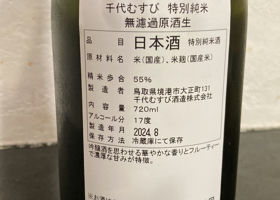 千代むすび 特別純米
無濾過原酒生
品目 日本酒 特別純米酒
原材料名 米(国産)、米麹(国産米)
精米歩合 55%
製造者 鳥取県境港市大正町131
千代むすび酒造株式会社
内容量 720ml
アルコール分 17度
製造年月 2024.8
保存方法 冷蔵庫にて保存
吟醸酒を思わせる華やかな香りとフルーティー
で濃厚な甘みが特徴。